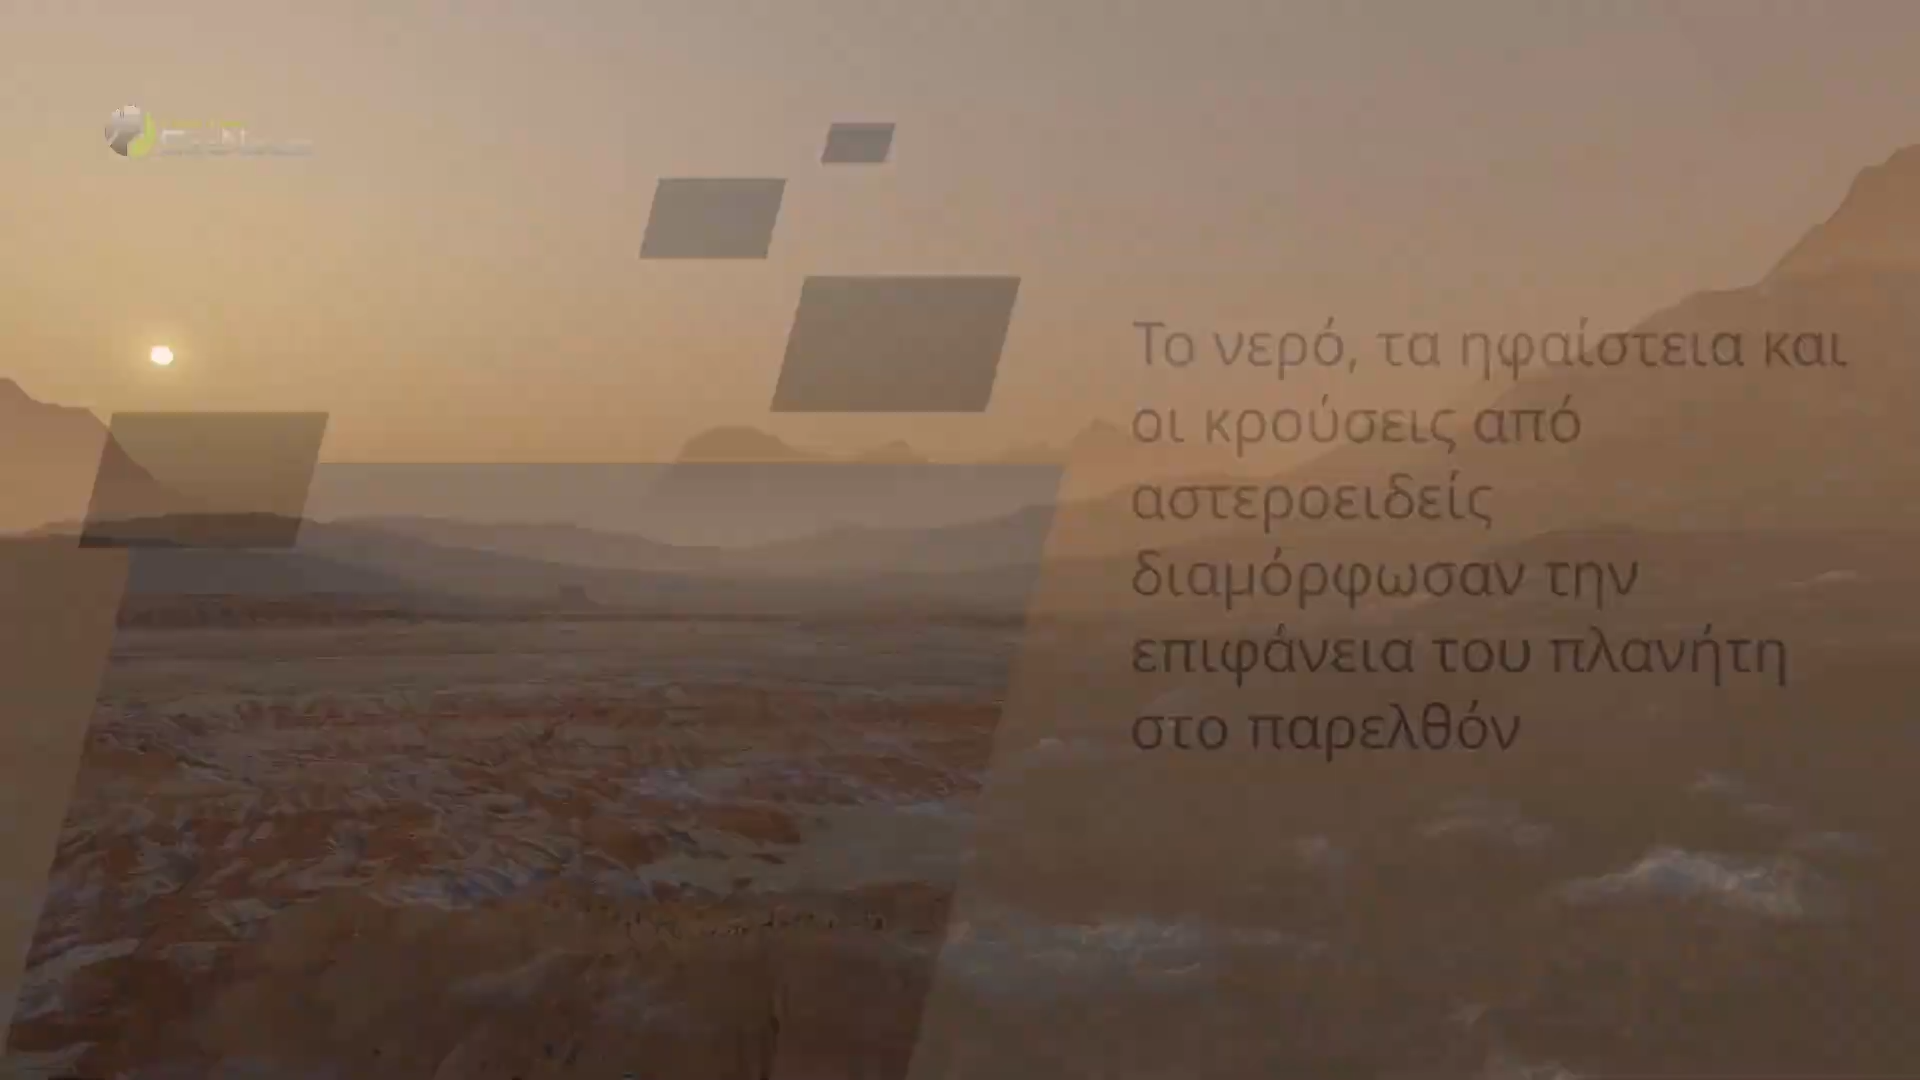 Το νερό, τα ηφαίστεια και
οι κρούσεις από
αστεροειδείς
διαμόρφωσαν την
επιφάνεια του πλανήτη
στο παρελθόν